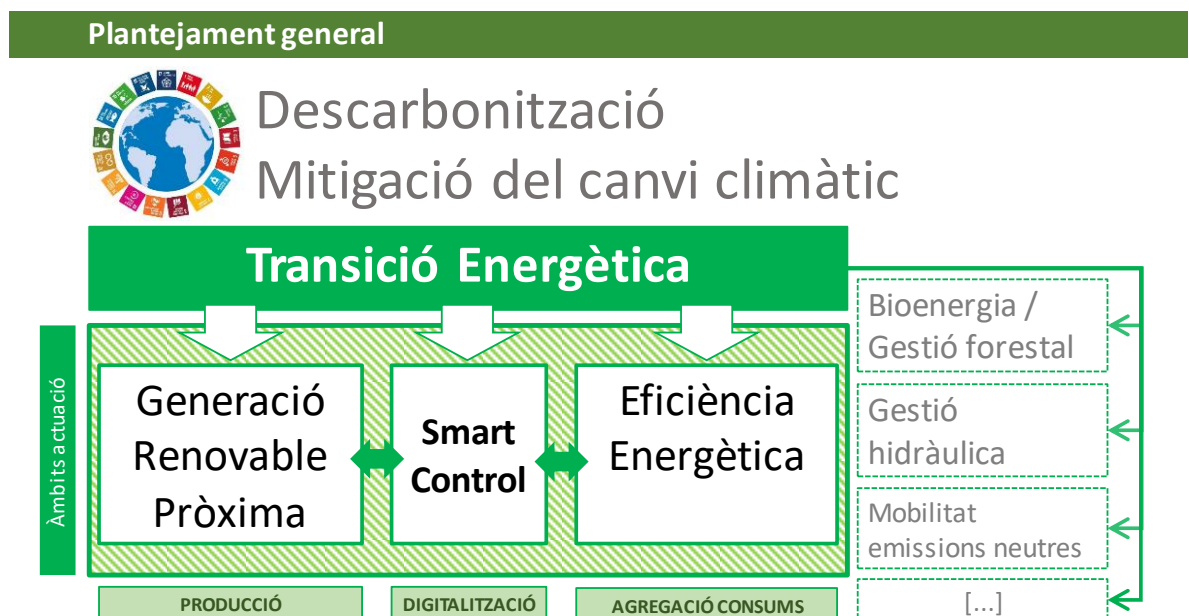 Plantejament general
Descarbonització
Mitigació del canvi climàtic
Transició Energètica
Àmbits actuació
Generació
Renovable
Pròxima
Smart
Control
Eficiència
Energètica
Bioenergia /
Gestió forestal
Gestió
hidràulica
Mobilitat
emissions neutres
[...]
PRODUCCIÓ
DIGITALITZACIÓ
AGREGACIÓ CONSUMS